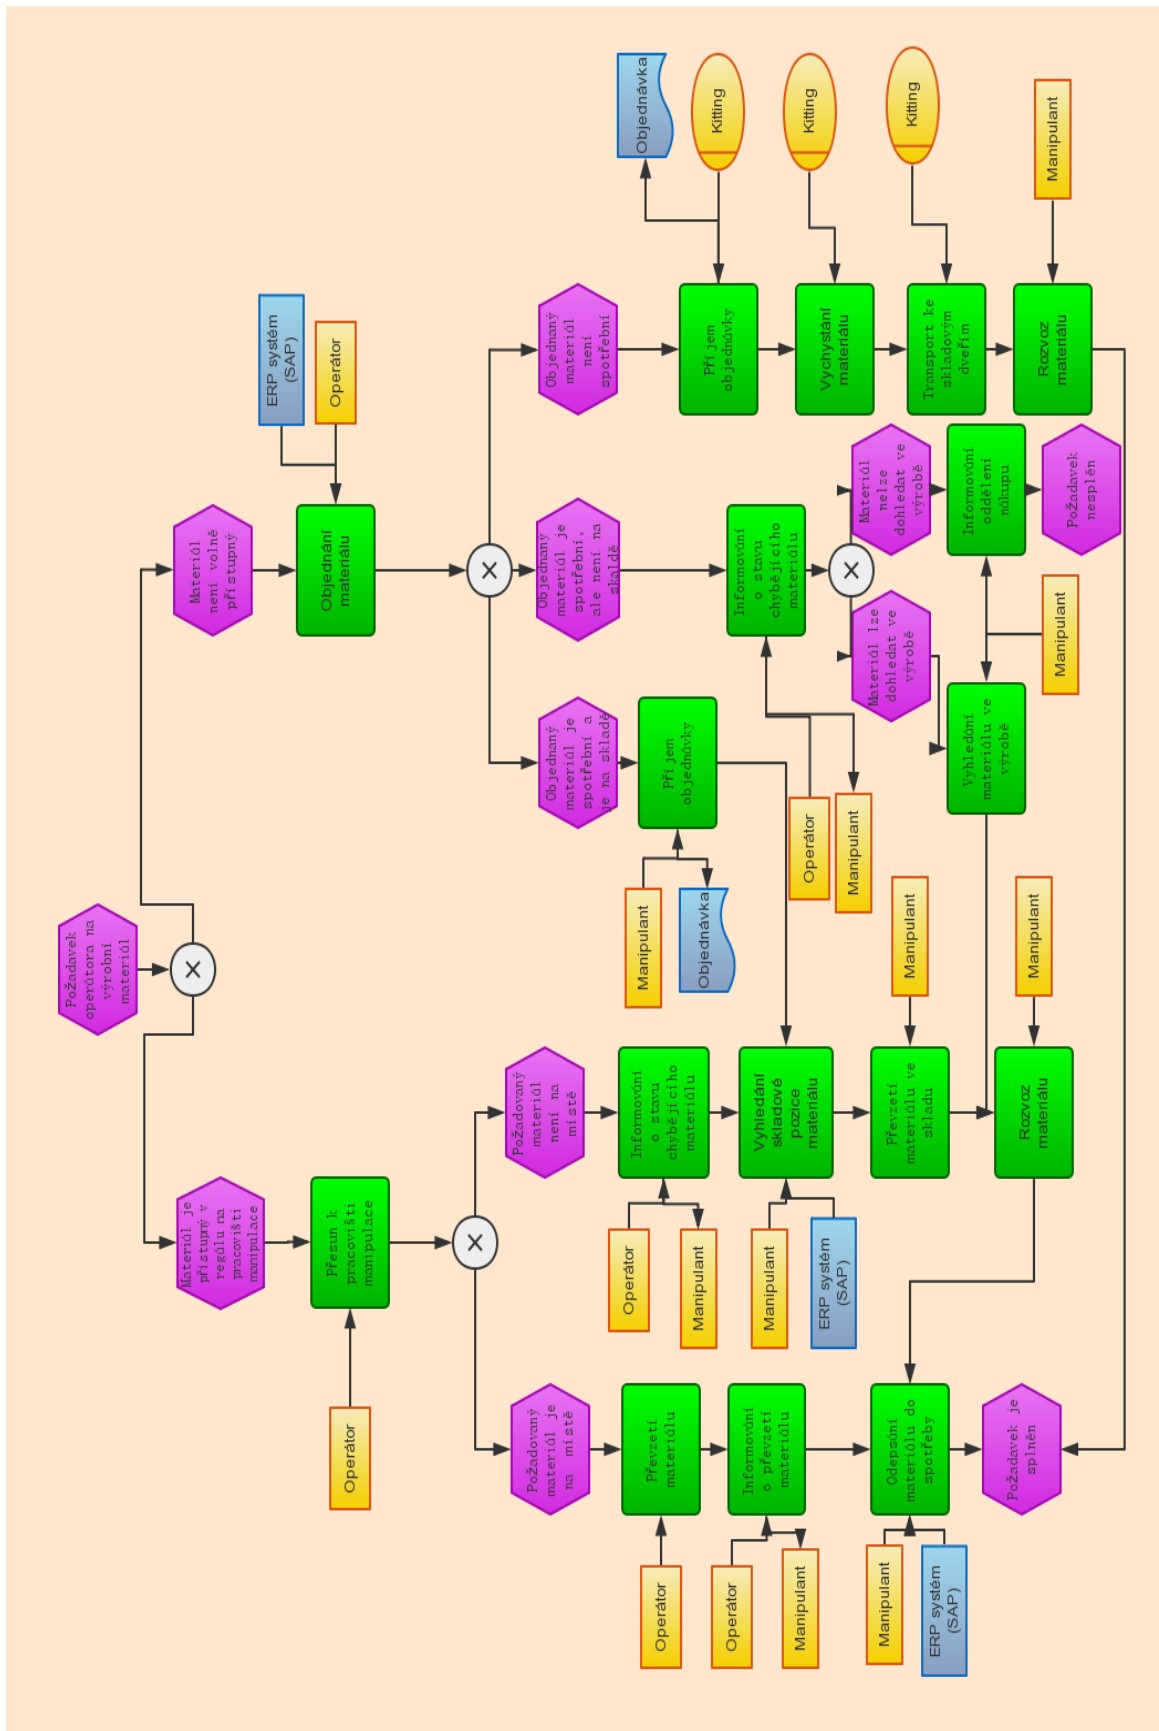 Požadavek
operátora na
výrobní
materiál
Materiál je
přístupný v
regálu na
pracovišti
manipulace
Materiál
není volně
přístupný
ERP systém
(SAP)
Operátor
Operátor
Přesun k
pracovišti
manipulace
Objednání
materiálu
Požadovaný
materiál je
na místě
Požadovaný
materiál
není na
místě
Objednaný
materiál je
spotřební a
je na skladě
Objednaný
materiál je
spotřební,
ale není na
skaldě
Objednaný
materiál
není
spotřební
Operátor
Převzetí
materiálu
Operátor
Manipulant
Informování
o stavu
chybějícího
materiálu
Manipulant
Objednávka
Příjem
objednávky
Příjem
objednávky
Objednávka
Kitting
Operátor
Manipulant
Informování
o převzetí
materiálu
Manipulant
ERP systém
(SAP)
Vyhledání
skladové
pozice
materiálu
Operátor
Manipulant
Informování
o stavu
chybějícího
materiálu
Vychystání
materiálu
Kitting
Manipulant
ERP systém
(SAP)
Odepsání
materiálu do
spotřeby
Převzetí
materiálu ve
skladu
Manipulant
Materiál lze
dohledat ve
výrobě
Materiál
nelze
dohledat ve
výrobě
Transport ke
skladovým
dveřím
Kitting
Požadavek je
splněn
Rozvoz
materiálu
Manipulant
Vyhledání
materiálu ve
výrobě
Manipulant
Informování
oddělení
nákupu
Požadavek
nesplěn
Rozvoz
materiálu
Manipulant